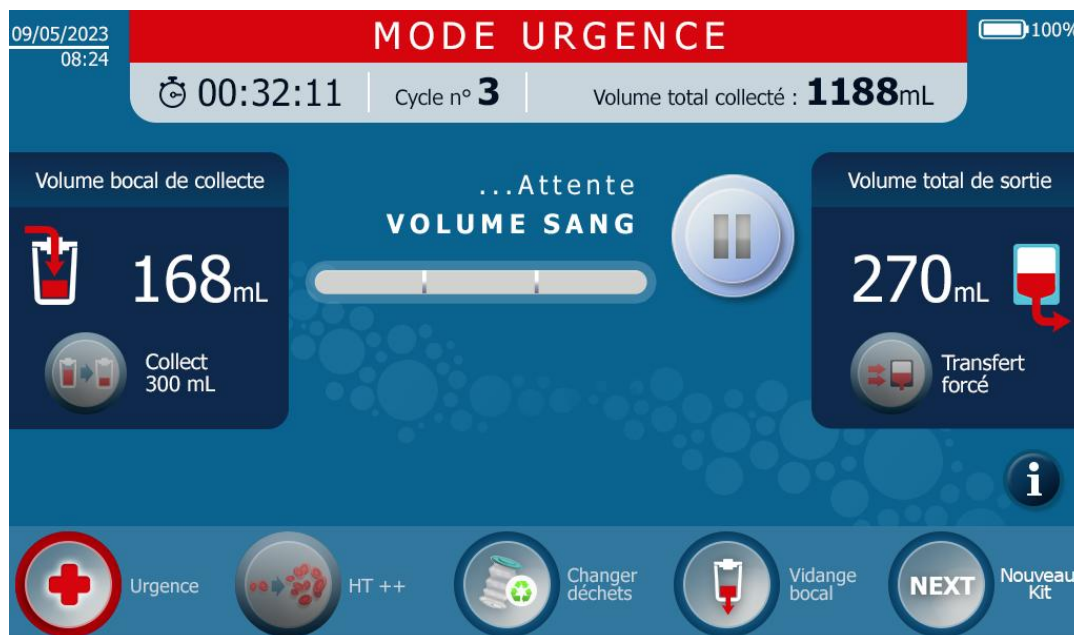 09/05/2023
08:24
MODE URGENCE
100%
00:32:11
Cycle n° 3
Volume total collecté : 1188mL
Volume bocal de collecte
168mL
Collect
300 mL
...Attente
VOLUME SANG
Volume total de sortie
270mL
Transfert
forcé
i
Urgence
HT ++
Changer
déchets
Vidange
bocal
NEXT
Nouveau
Kit